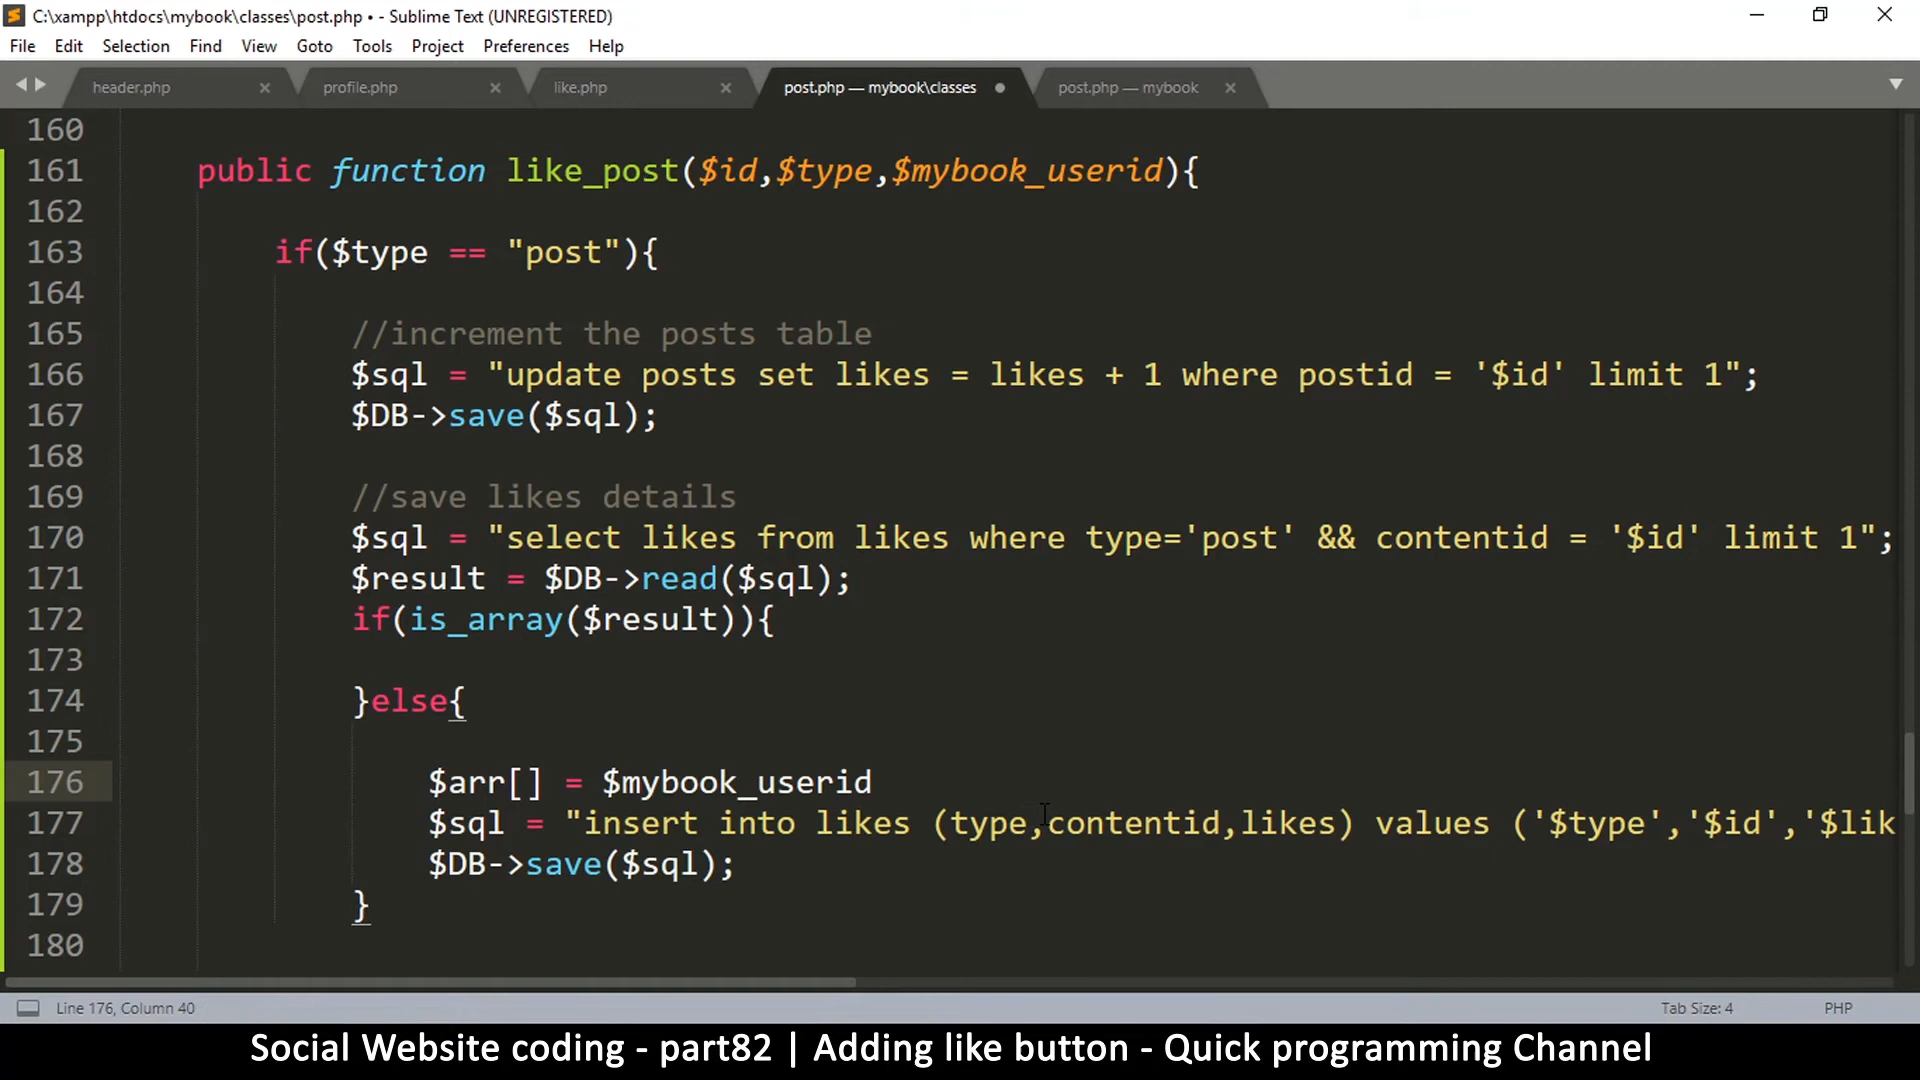 C:\xampp\htdocs\mybook\classes\post.php • - Sublime Text (UNREGISTERED)
File Edit Selection Find View Goto Tools Project Preferences Help
header.php × profile.php × like.php × post.php — mybook\classes post.php — mybook ×
160
161 public function like_post($id,$type,$mybook_userid){
162
163 if($type == "post"){
164
165 //increment the posts table
166 $sql = "update posts set likes = likes + 1 where postid = '$id' limit 1";
167 $DB->save($sql);
168
169 //save likes details
170 $sql = "select likes from likes where type='post' && contentid = '$id' limit 1";
171 $result = $DB->read($sql);
172 if(is_array($result)){
173
174 }else{
175
176 $arr[] = $mybook_userid
177 $sql = "insert into likes (type,contentid,likes) values ('$type','$id','$lik
178 $DB->save($sql);
179 }
180
Line 176, Column 40 Tab Size: 4 PHP
Social Website coding - part82 | Adding like button - Quick programming Channel